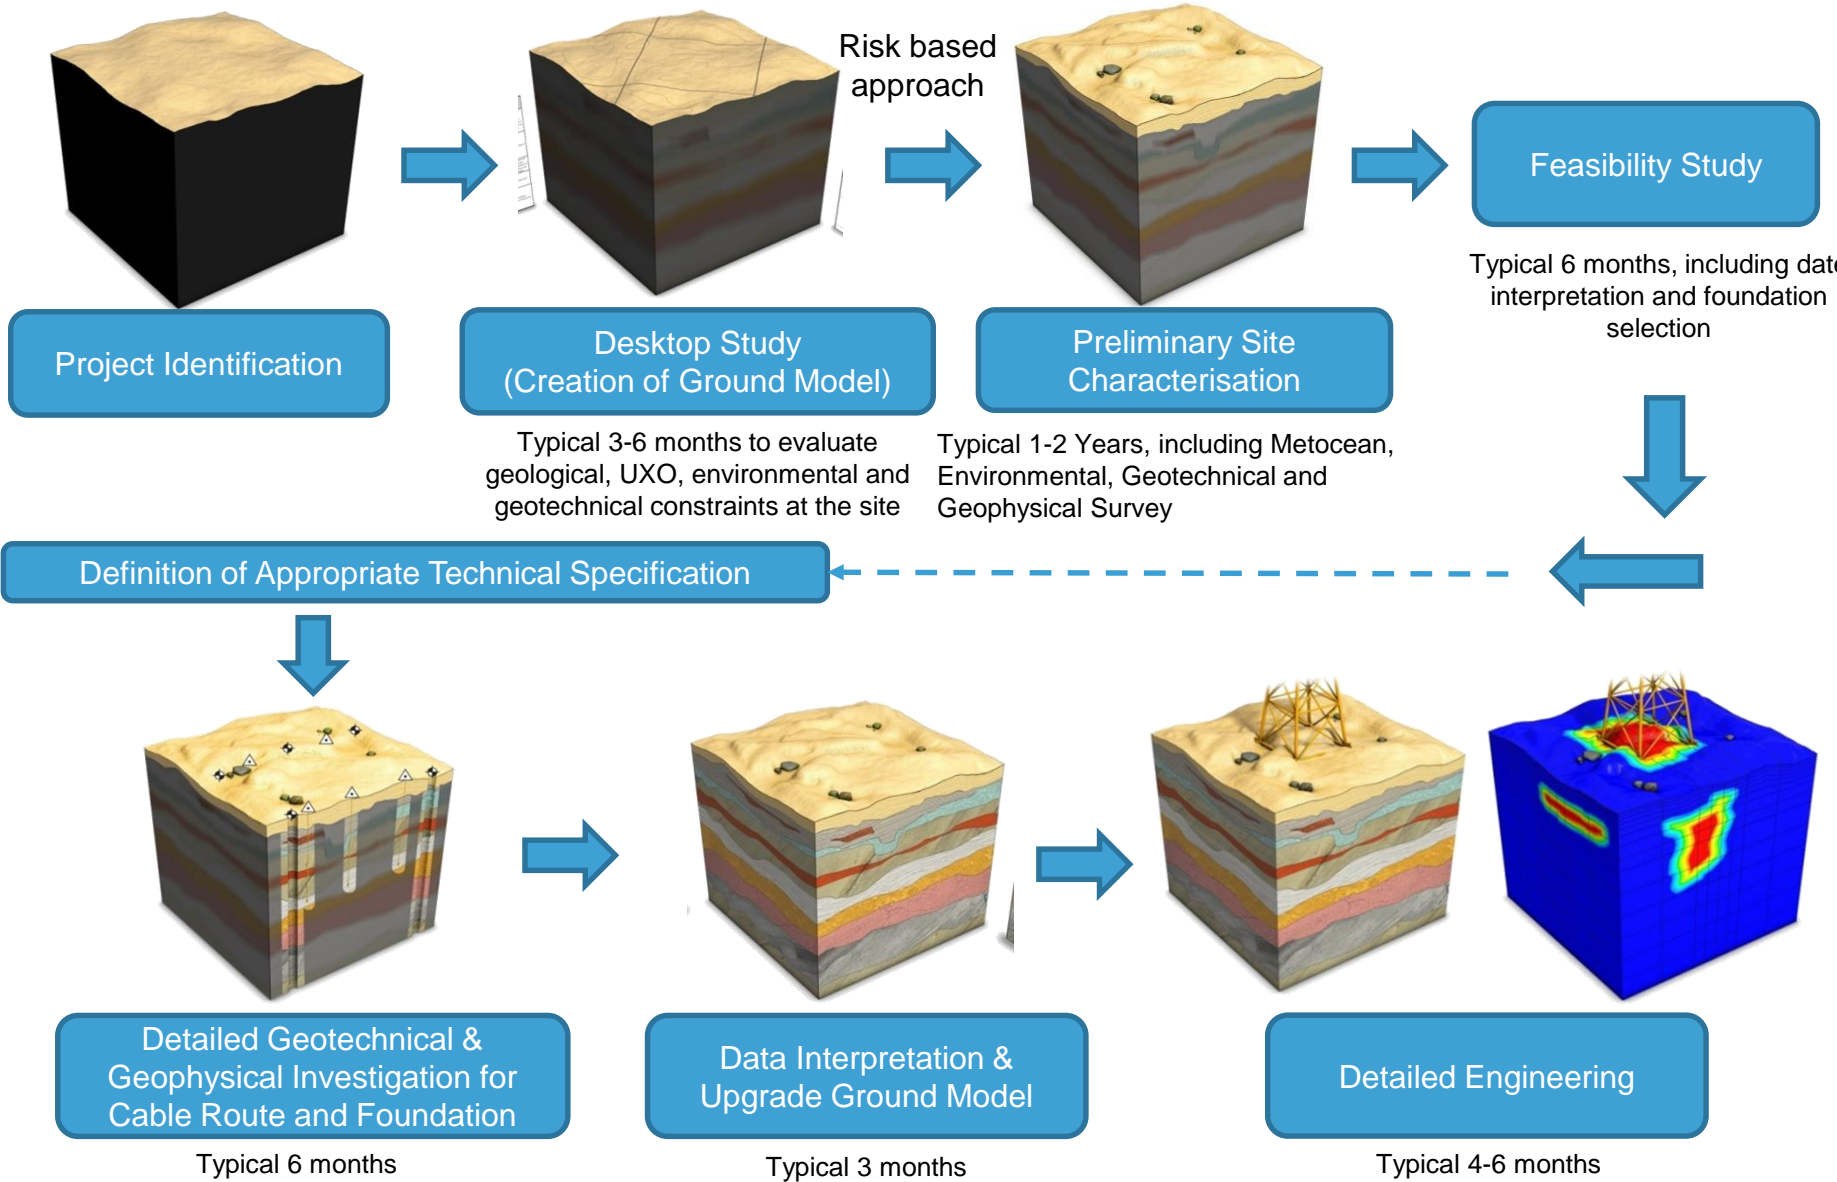 Risk based
approach
Project Identification
Desktop Study
(Creation of Ground Model)
Typical 3-6 months to evaluate
geological, UXO, environmental and
geotechnical constraints at the site
Preliminary Site
Characterisation
Typical 1-2 Years, including Metocean,
Environmental, Geotechnical and
Geophysical Survey
Feasibility Study
Typical 6 months, including date
interpretation and foundation
selection
Definition of Appropriate Technical Specification
Detailed Geotechnical &
Geophysical Investigation for
Cable Route and Foundation
Typical 6 months
Data Interpretation &
Upgrade Ground Model
Typical 3 months
Detailed Engineering
Typical 4-6 months